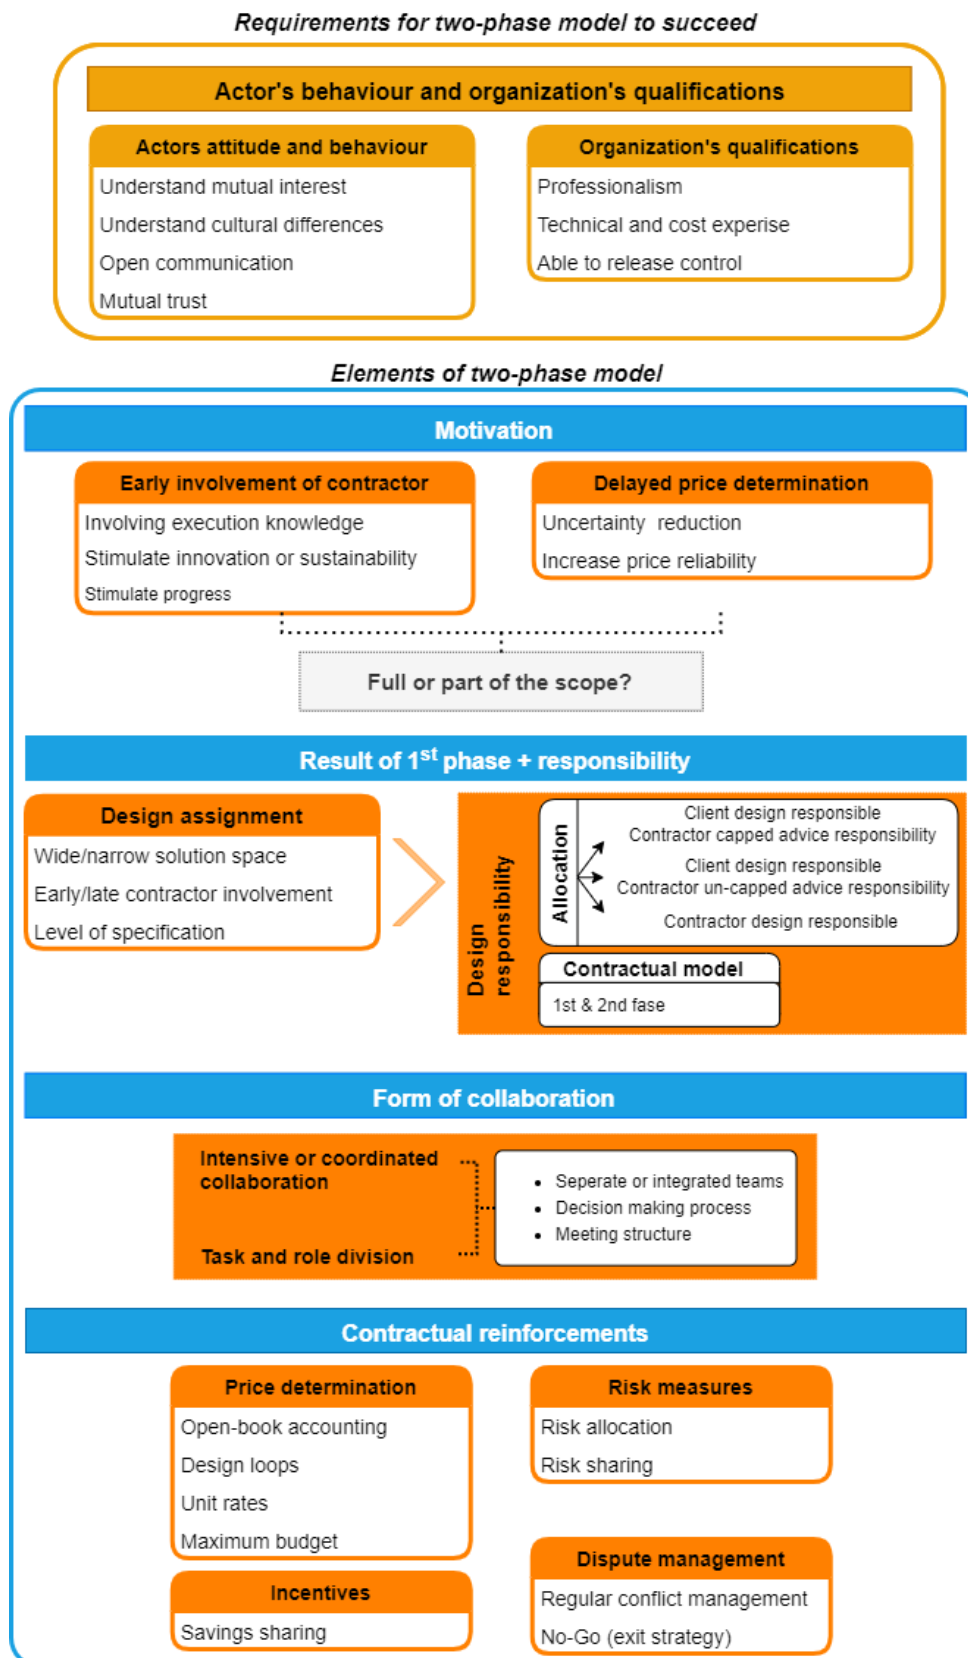 Requirements for two-phase model to succeed
Actor's behaviour and organization's qualifications
Actors attitude and behaviour
Understand mutual interest
Understand cultural differences
Open communication
Mutual trust
Organization's qualifications
Professionalism
Technical and cost experise
Able to release control
Elements of two-phase model
Motivation
Early involvement of contractor
Involving execution knowledge
Stimulate innovation or sustainability
Stimulate progress
Delayed price determination
Uncertainty reduction
Increase price reliability
Full or part of the scope?
Result of 1st phase + responsibility
Design assignment
Wide/narrow solution space
Early/late contractor involvement
Level of specification
Design
responsibility
Allocation
Client design responsible
Contractor capped advice responsibility
Client design responsible
Contractor un-capped advice responsibility
Contractor design responsible
Contractual model
1st & 2nd fase
Form of collaboration
Intensive or coordinated
collaboration
Task and role division
• Seperate or integrated teams
• Decision making process
• Meeting structure
Contractual reinforcements
Price determination
Open-book accounting
Design loops
Unit rates
Maximum budget
Risk measures
Risk allocation
Risk sharing
Incentives
Savings sharing
Dispute management
Regular conflict management
No-Go (exit strategy)